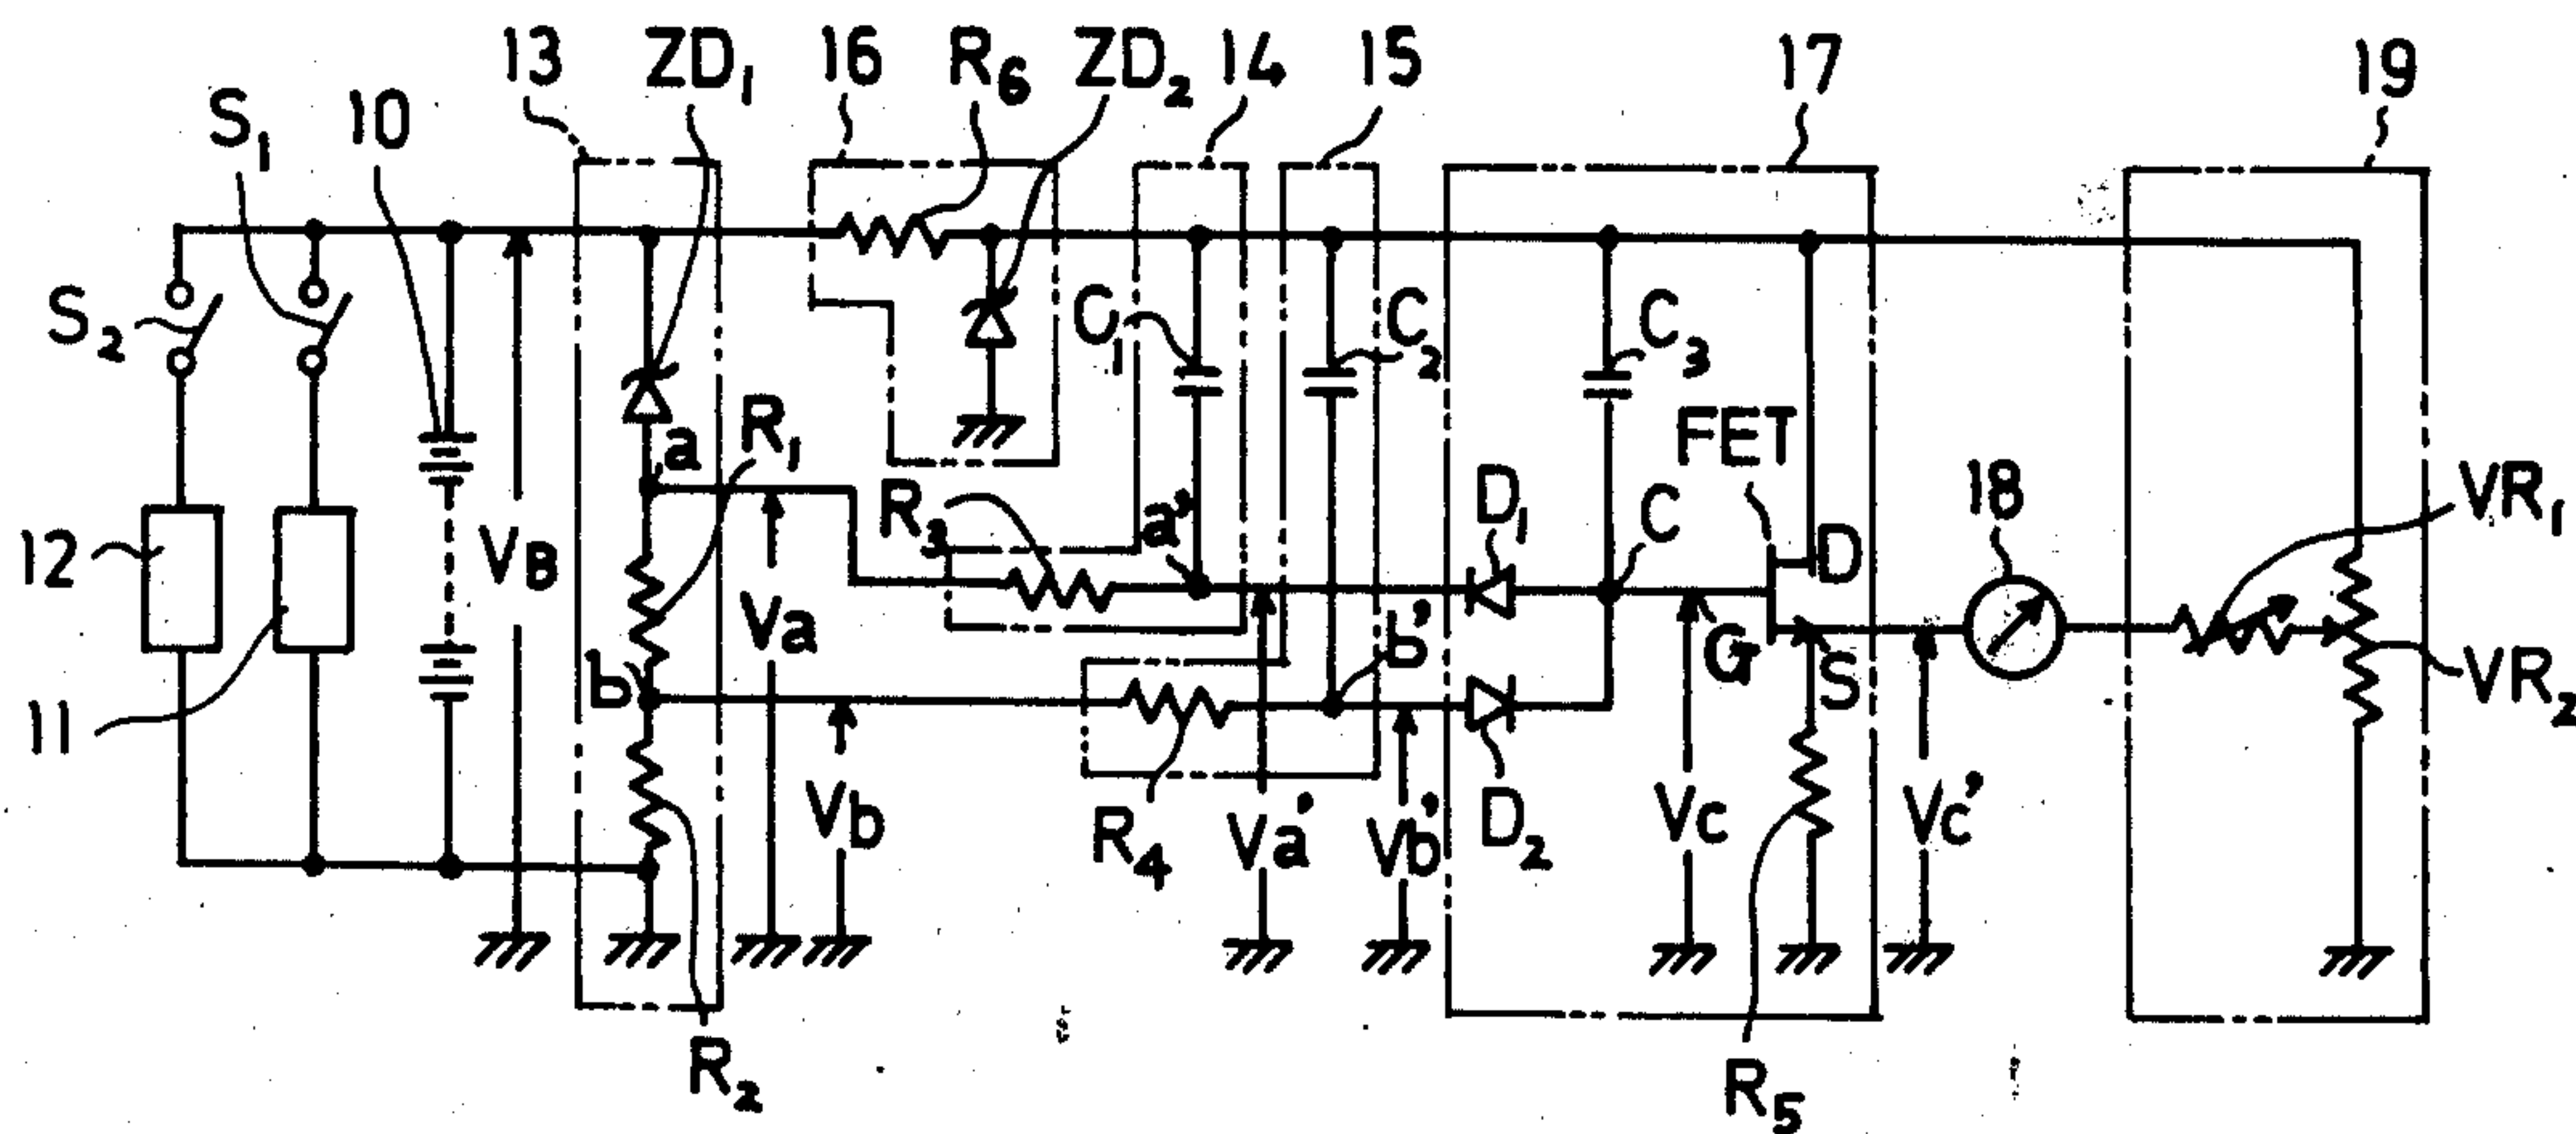 13
ZD1
16
R6
ZD2
14
15
17
19
S1
10
S2
C1
C2
C3
FET
R1
a
R3
a'
D1
C
D
18
VR1
12
VB
Va
b
b'
G
S
VR2
11
Vb
R4
Va'
Vb'
D2
Vc
Vc'
R2
R5